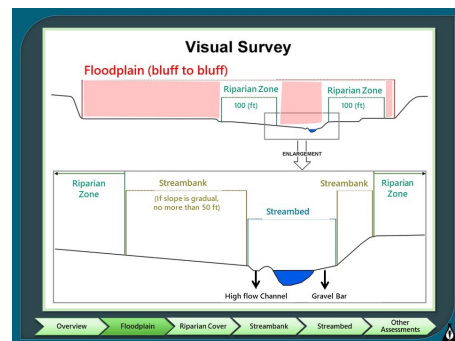 Visual Survey
Floodplain (bluff to bluff)
Riparian Zone
100 (ft)
Riparian Zone
100 (ft)
ENLARGEMENT
Riparian
Zone
Streambank
(If slope is gradual,
no more than 50 ft)
Streambed
Streambank
Riparian
Zone
High flow Channel
Gravel Bar
Overview
Floodplain
Riparian Cover
Streambank
Streambed
Other
Assessments